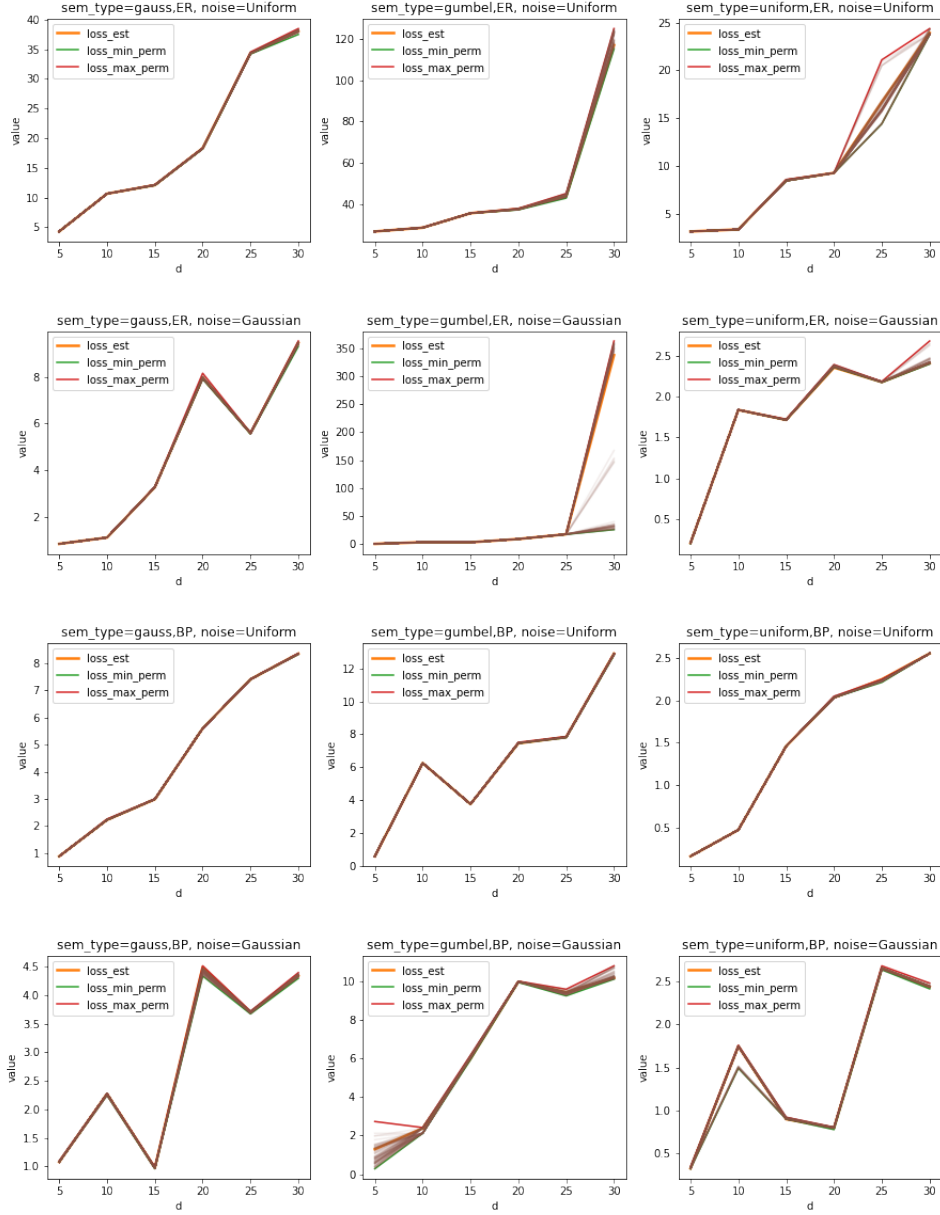 sem_type=gauss,ER, noise=Uniform
40
35
30
25
20
15
10
5
value
loss_est
loss_min_perm
loss_max_perm
5 10 15 20 25 30
d
sem_type=gumbel,ER, noise=Uniform
120
100
80
60
40
value
loss_est
loss_min_perm
loss_max_perm
5 10 15 20 25 30
d
sem_type=uniform,ER, noise=Uniform
25
20
15
10
5
value
loss_est
loss_min_perm
loss_max_perm
5 10 15 20 25 30
d
sem_type=gauss,ER, noise=Gaussian
8
6
4
2
value
loss_est
loss_min_perm
loss_max_perm
5 10 15 20 25 30
d
sem_type=gumbel,ER, noise=Gaussian
350
300
250
200
150
100
50
0
value
loss_est
loss_min_perm
loss_max_perm
5 10 15 20 25 30
d
sem_type=uniform,ER, noise=Gaussian
2.5
2.0
1.5
1.0
0.5
value
loss_est
loss_min_perm
loss_max_perm
5 10 15 20 25 30
d
sem_type=gauss,BP, noise=Uniform
8
7
6
5
4
3
2
1
value
loss_est
loss_min_perm
loss_max_perm
5 10 15 20 25 30
d
sem_type=gumbel,BP, noise=Uniform
12
10
8
6
4
2
0
value
loss_est
loss_min_perm
loss_max_perm
5 10 15 20 25 30
d
sem_type=uniform,BP, noise=Uniform
2.5
2.0
1.5
1.0
0.5
value
loss_est
loss_min_perm
loss_max_perm
5 10 15 20 25 30
d
sem_type=gauss,BP, noise=Gaussian
4.5
4.0
3.5
3.0
2.5
2.0
1.5
1.0
value
loss_est
loss_min_perm
loss_max_perm
5 10 15 20 25 30
d
sem_type=gumbel,BP, noise=Gaussian
10
8
6
4
2
0
value
loss_est
loss_min_perm
loss_max_perm
5 10 15 20 25 30
d
sem_type=uniform,BP, noise=Gaussian
2.5
2.0
1.5
1.0
0.5
value
loss_est
loss_min_perm
loss_max_perm
5 10 15 20 25 30
d